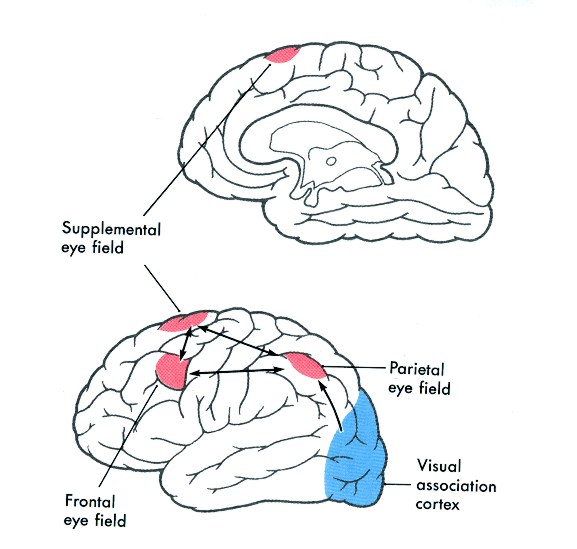 Supplemental
eye field
Parietal
eye field
Visual
association
cortex
Frontal
eye field